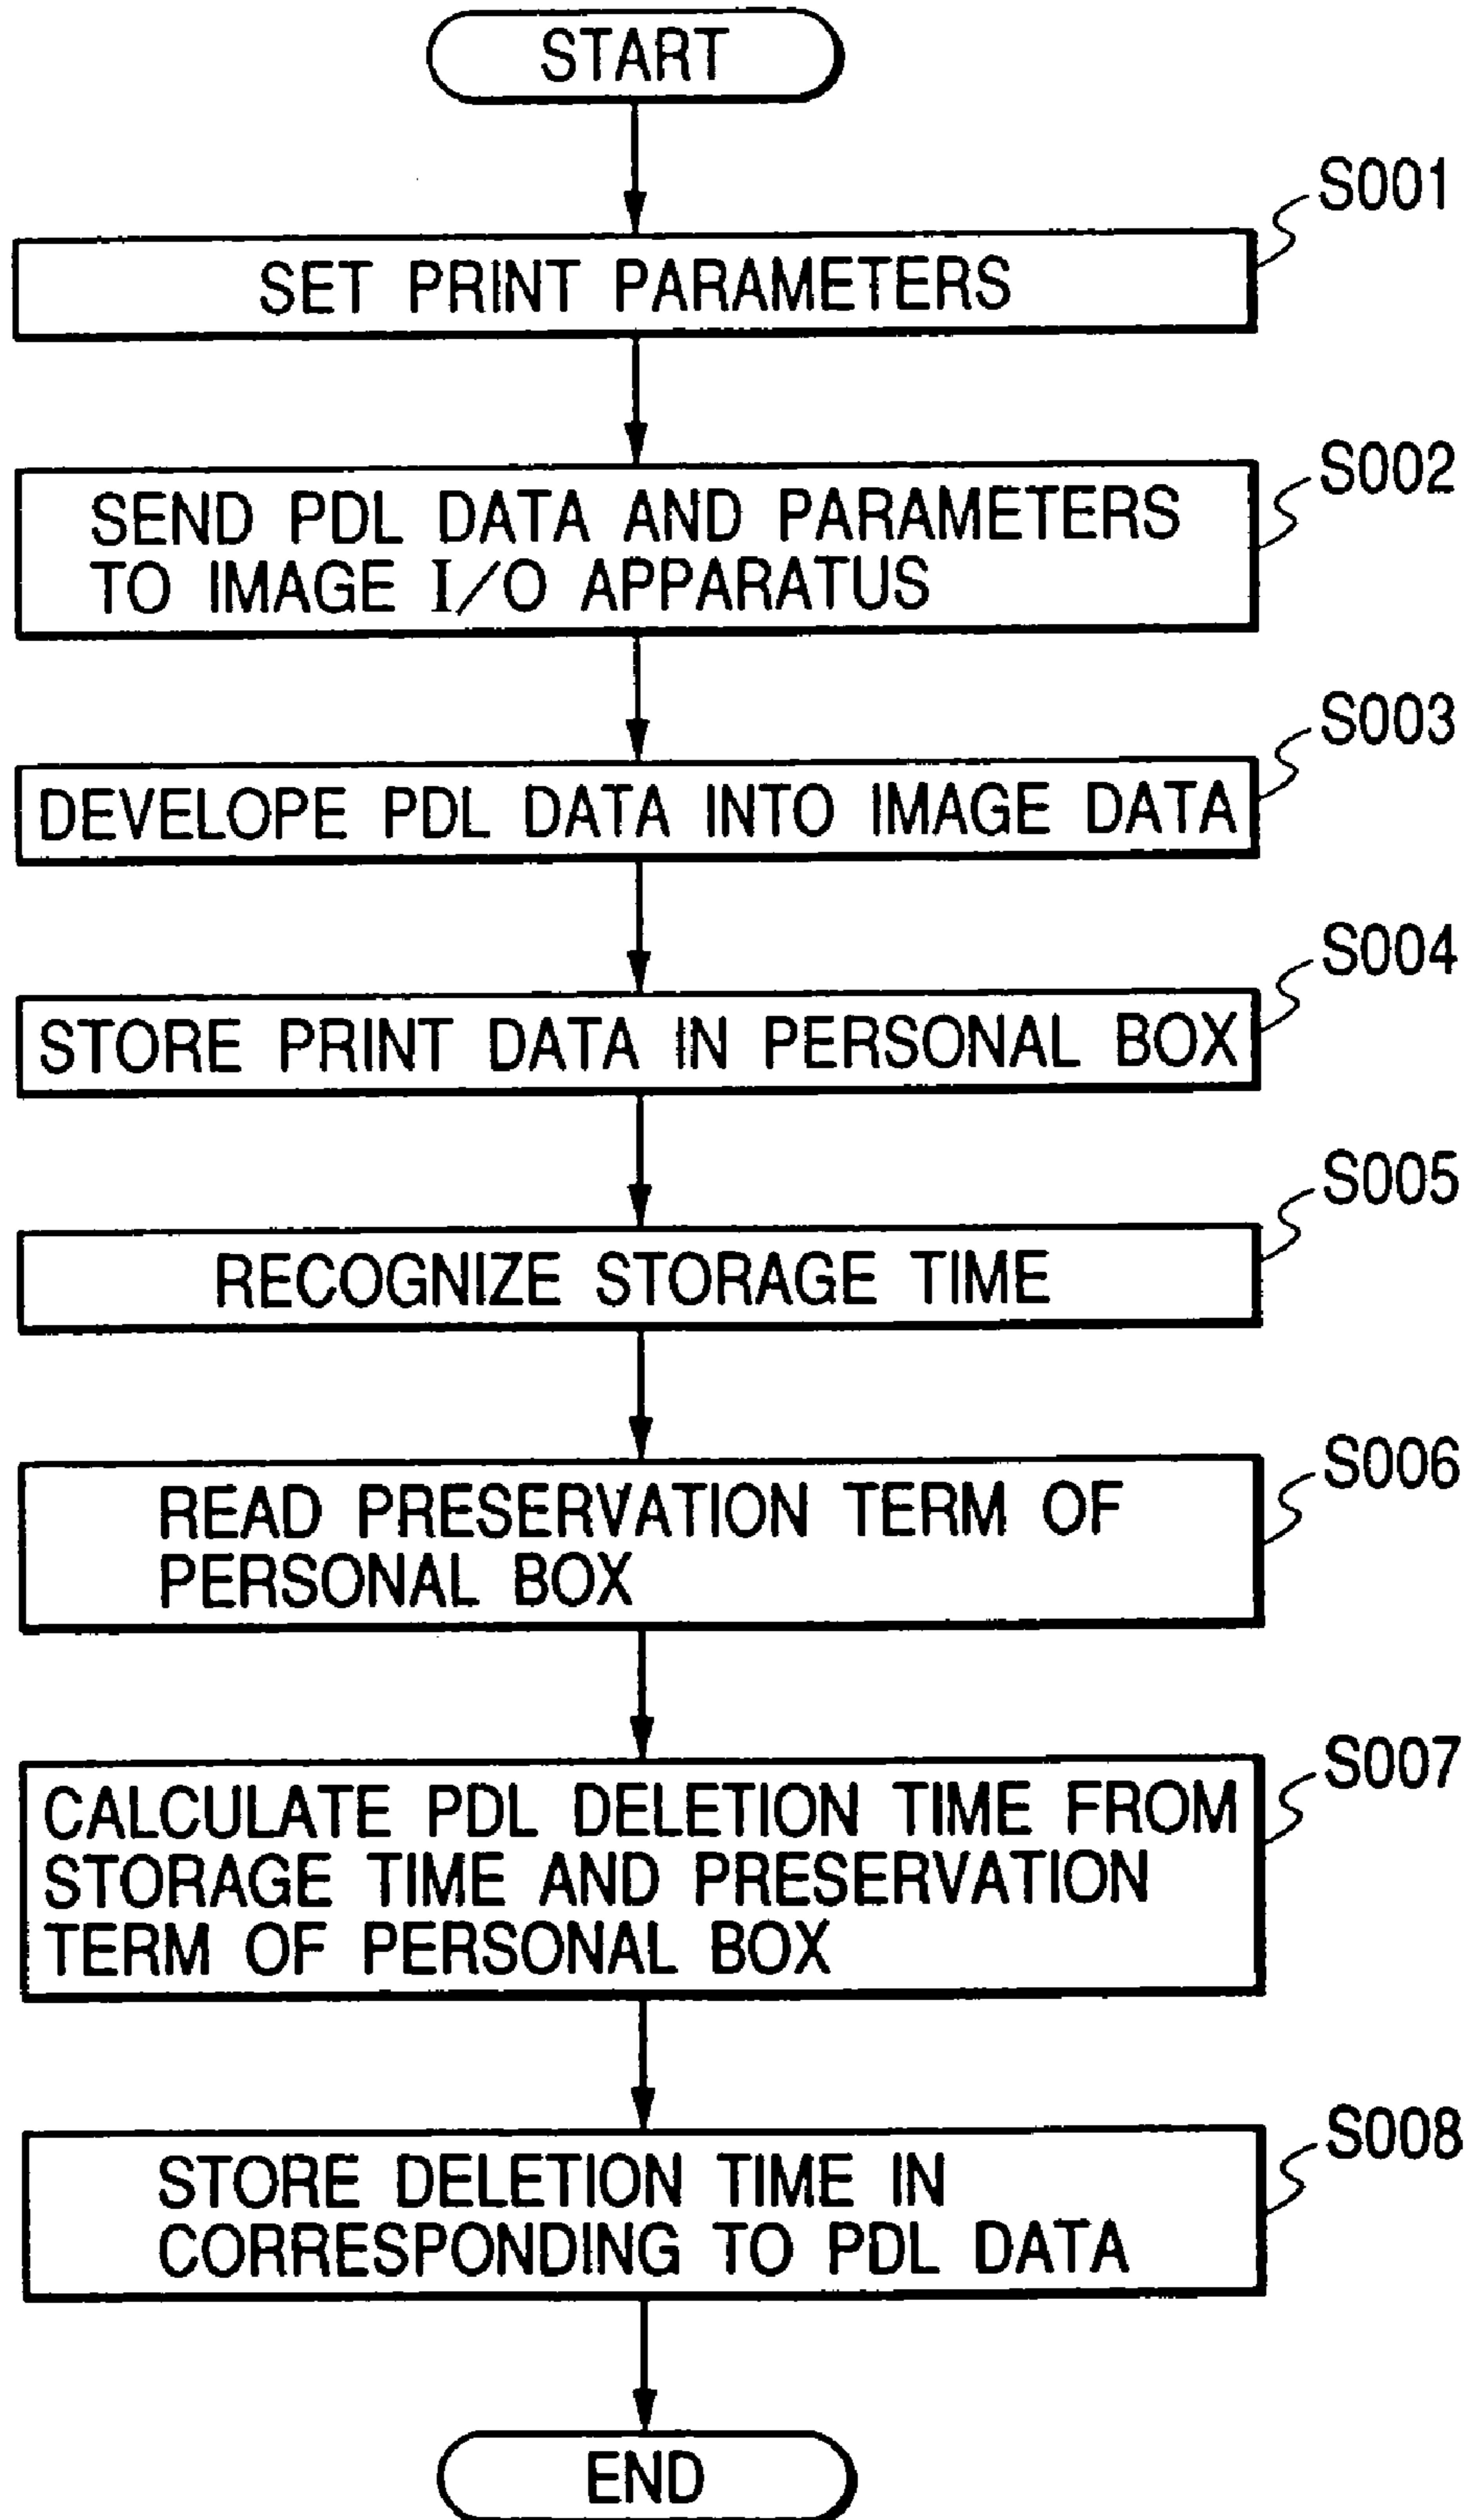 START
S001
SET PRINT PARAMETERS
S002
SEND PDL DATA AND PARAMETERS
TO IMAGE I/O APPARATUS
S003
DEVELOPE PDL DATA INTO IMAGE DATA
S004
STORE PRINT DATA IN PERSONAL BOX
S005
RECOGNIZE STORAGE TIME
S006
READ PRESERVATION TERM OF
PERSONAL BOX
S007
CALCULATE PDL DELETION TIME FROM
STORAGE TIME AND PRESERVATION
TERM OF PERSONAL BOX
S008
STORE DELETION TIME IN
CORRESPONDING TO PDL DATA
END